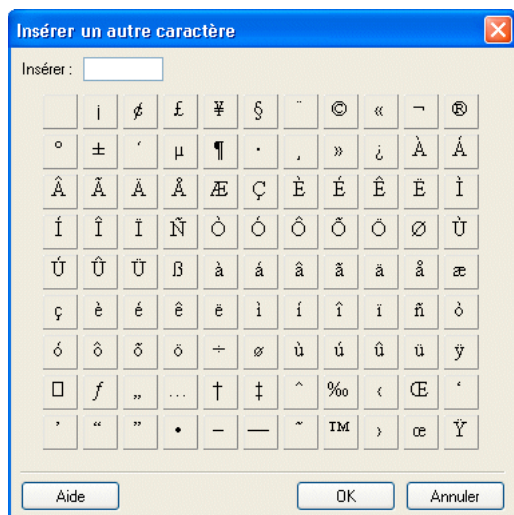 Insérer un autre caractère
Insérer :
¡ ¢ £ ¥ § ¨ © « ¬ ®
° ± ´ µ ¶ · ¸ » ¿ À Á
Â Ã Ä Å Æ Ç È É Ê Ë Ì
Í Î Ï Ñ Ò Ó Ô Õ Ö Ø Ù
Ú Û Ü ß à á â ã ä å æ
ç è é ê ë ì í î ï ñ ò
ó ô õ ö ÷ ø ù ú û ü ÿ
□ ƒ „ … † ‡ ˆ ‰ ‹ Œ ‘
’ “ ” • – — ˜ ™ › œ Ÿ
Aide OK Annuler